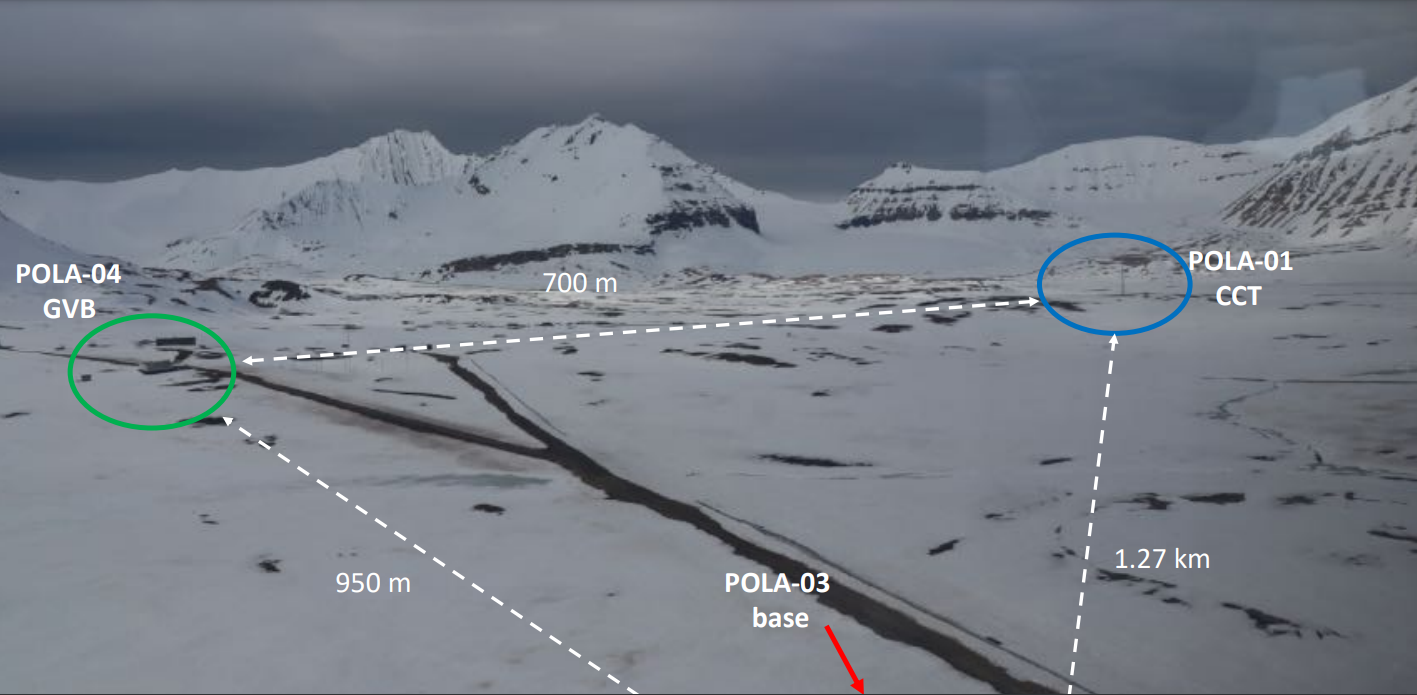 POLA-04
GVB
700 m
POLA-01
CCT
950 m
POLA-03
base
1.27 km